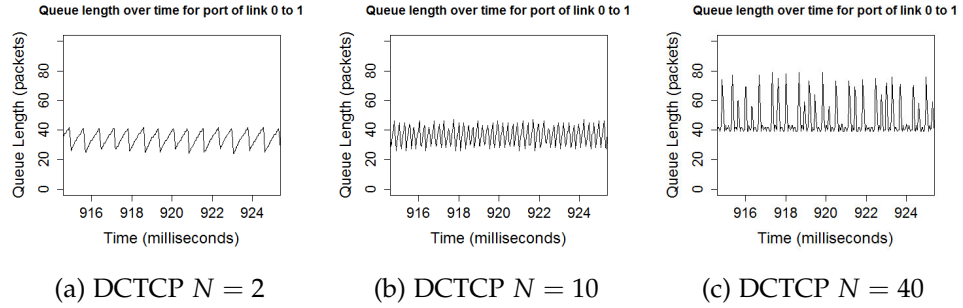 Queue length over time for port of link 0 to 1
Queue Length (packets)
80
60
40
20
0
916 918 920 922 924
Time (milliseconds)
(a) DCTCP N = 2
Queue length over time for port of link 0 to 1
Queue Length (packets)
80
60
40
20
0
916 918 920 922 924
Time (milliseconds)
(b) DCTCP N = 10
Queue length over time for port of link 0 to 1
Queue Length (packets)
80
60
40
20
0
916 918 920 922 924
Time (milliseconds)
(c) DCTCP N = 40